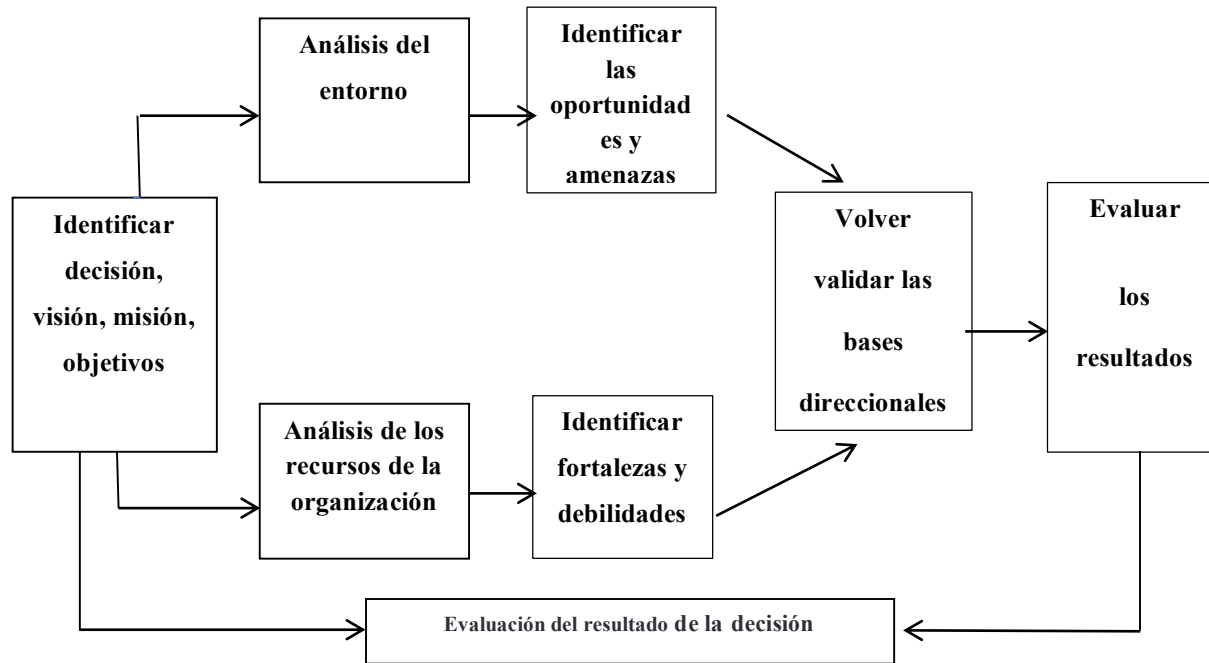 Identificar
decisión,
visión, misión,
objetivos
Análisis del
entorno
Identificar
las
oportunidad
es y
amenazas
Análisis de los
recursos de la
organización
Identificar
fortalezas y
debilidades
Volver
validar las
bases
direccionales
Evaluar
los
resultados
Evaluación del resultado de la decisión